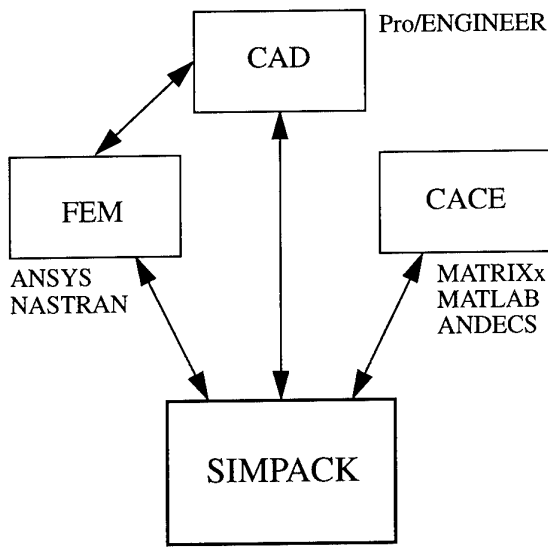 Pro/ENGINEER
CAD
FEM
CACE
ANSYS
NASTRAN
MATRIXx
MATLAB
ANDECS
SIMPACK